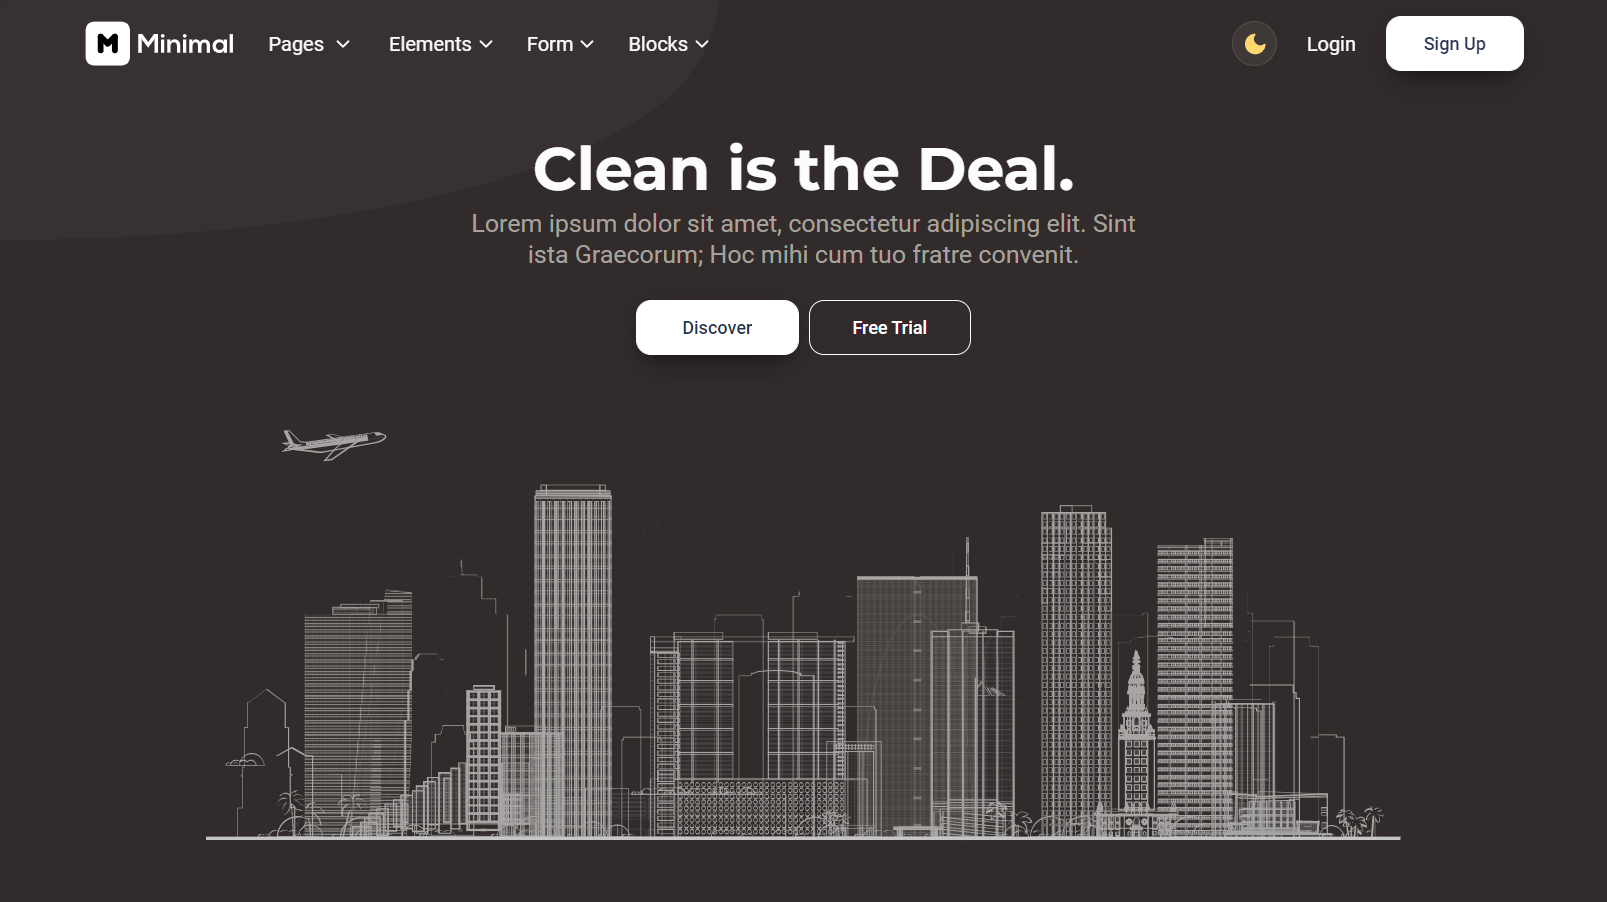 M Minimal
Pages Elements Form Blocks Login Sign Up
Clean is the Deal.
Lorem ipsum dolor sit amet, consectetur adipiscing elit. Sint
ista Graecorum; Hoc mihi cum tuo fratre convenit.
Discover Free Trial